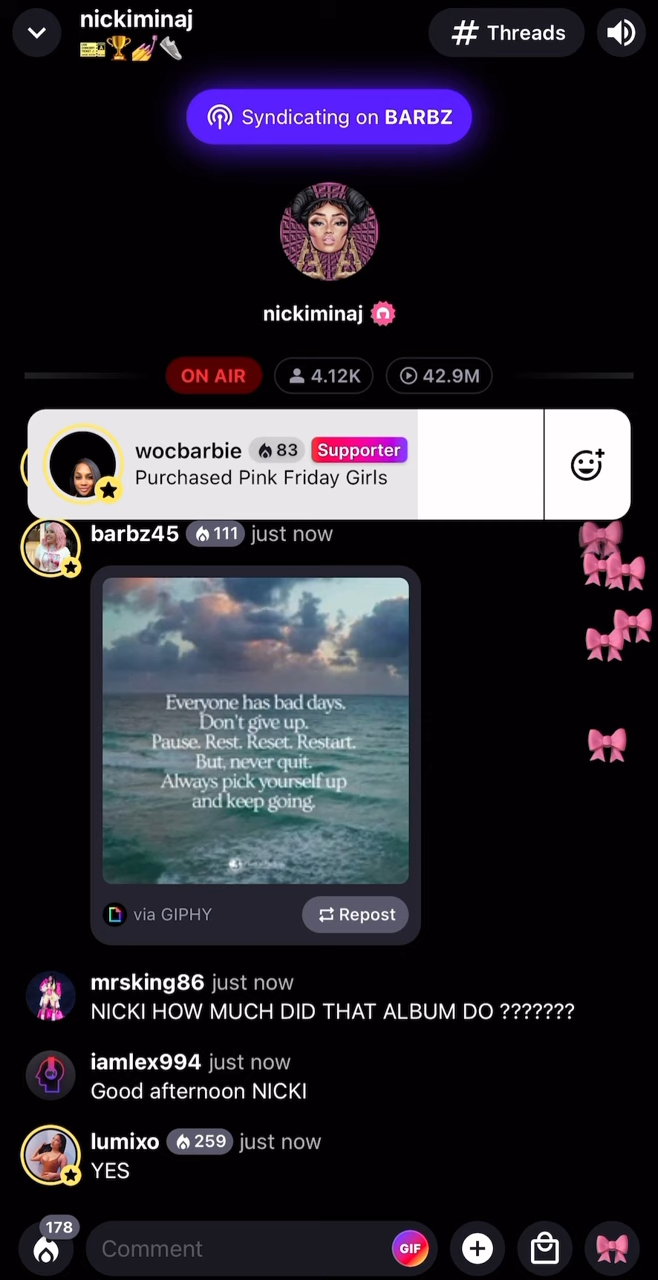 nickiminaj
Threads
Syndicating on BARBZ
nickiminaj
ON AIR
4.12K
42.9M
wocbarbie 83 Supporter
Purchased Pink Friday Girls
barbz45 111 just now
Everyone has bad days.
Don't give up.
Pause. Rest. Reset. Restart.
But, never quit.
Always pick yourself up
and keep going.
via GIPHY
Repost
mrsking86 just now
NICKI HOW MUCH DID THAT ALBUM DO ???????
iamlex994 just now
Good afternoon NICKI
lumixo 259 just now
YES
178
Comment
GIF